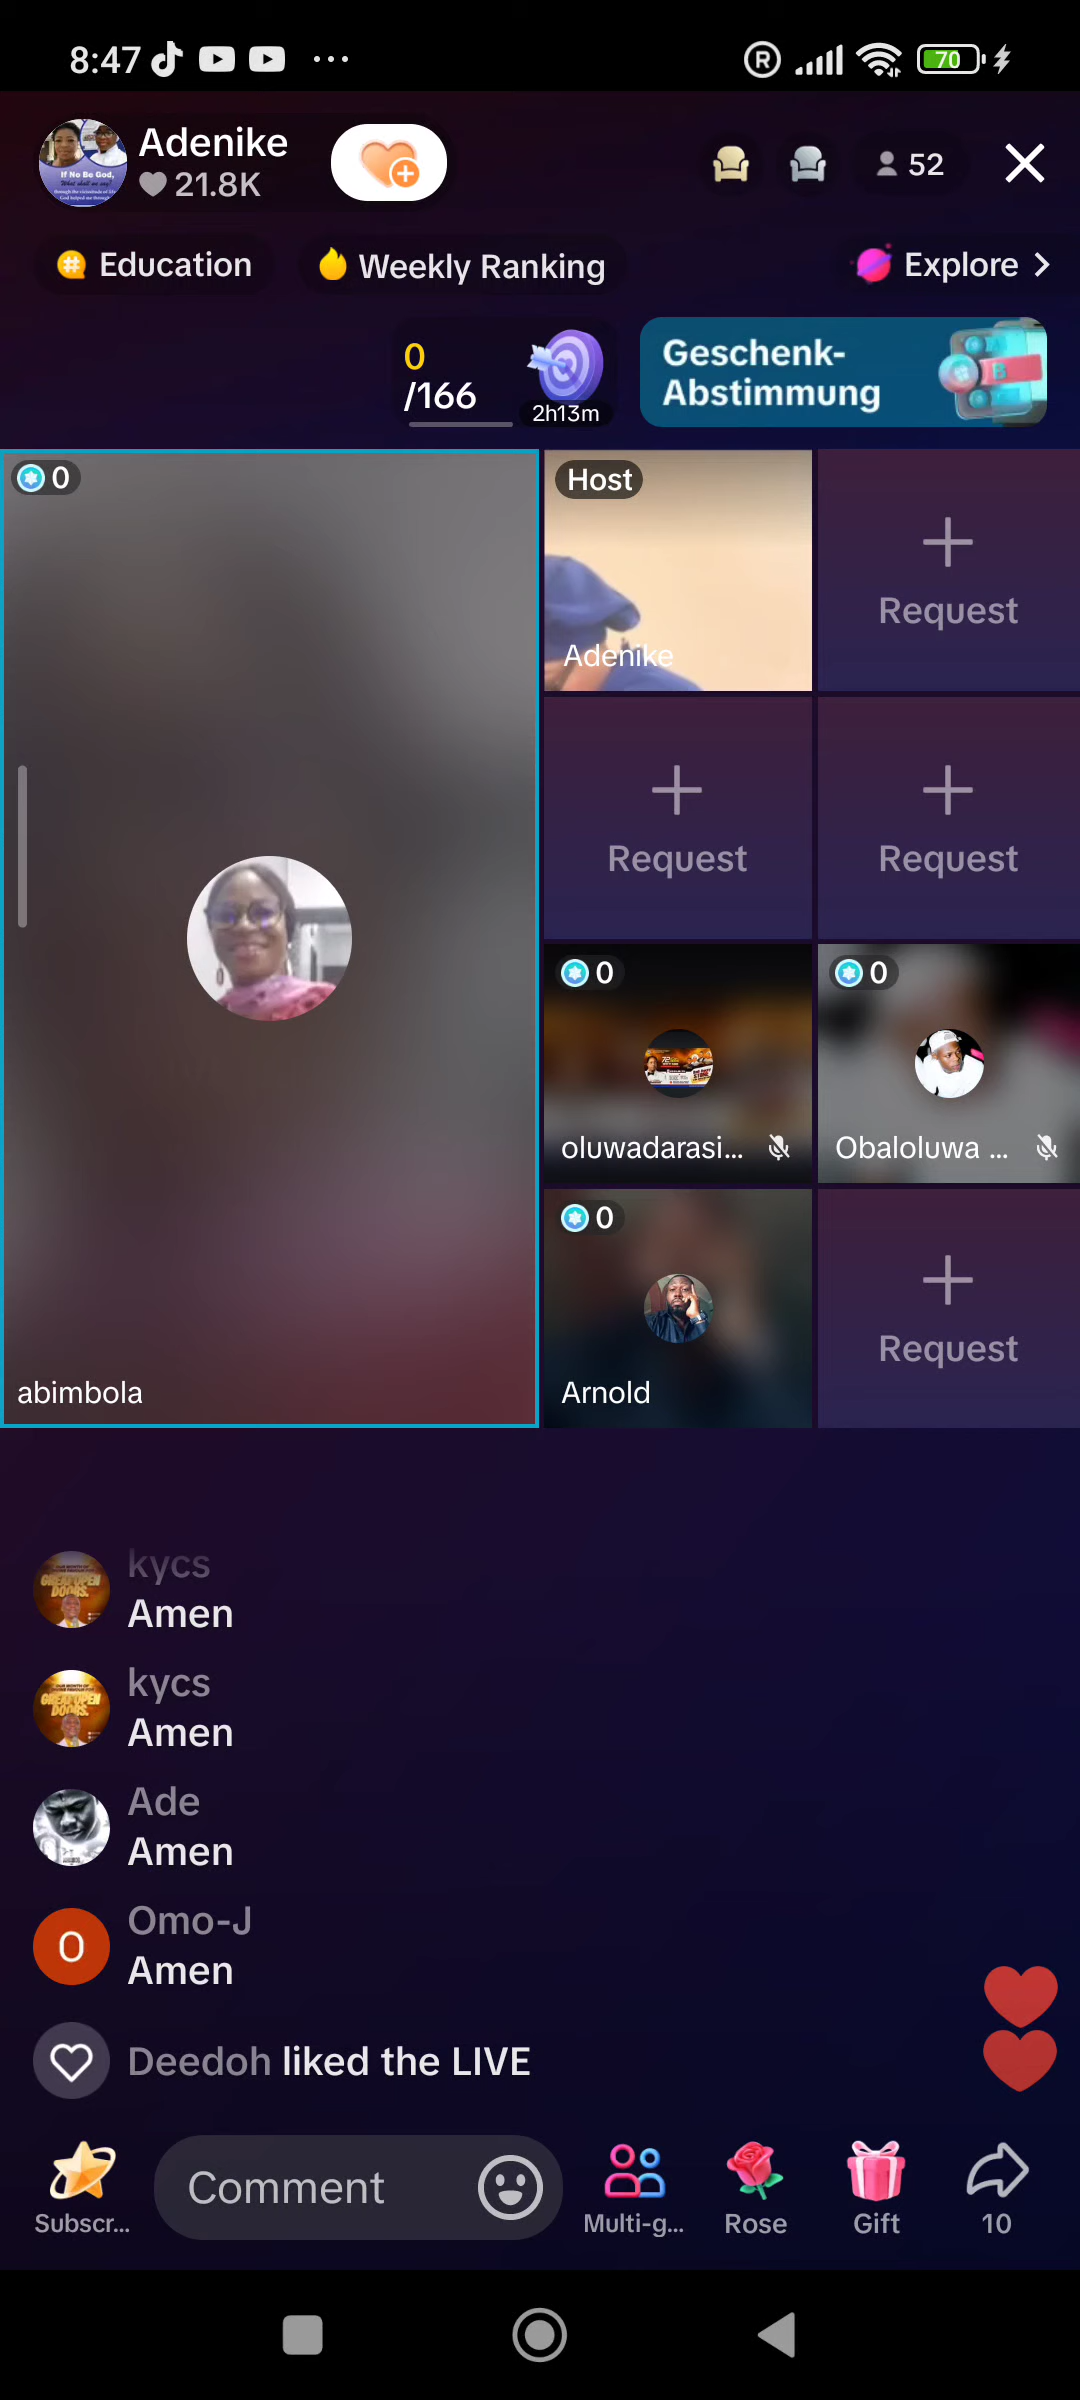 8:47
70
Adenike
21.8K
52
Education
Weekly Ranking
Explore
0
/166
2h13m
Geschenk-
Abstimmung
0
Host
Adenike
Request
Request
Request
0
oluwadarasi...
0
Obaloluwa ...
0
Arnold
Request
abimbola
kycs
Amen
kycs
Amen
Ade
Amen
O
Omo-J
Amen
Deedoh liked the LIVE
Subscr...
Comment
Multi-g...
Rose
Gift
10